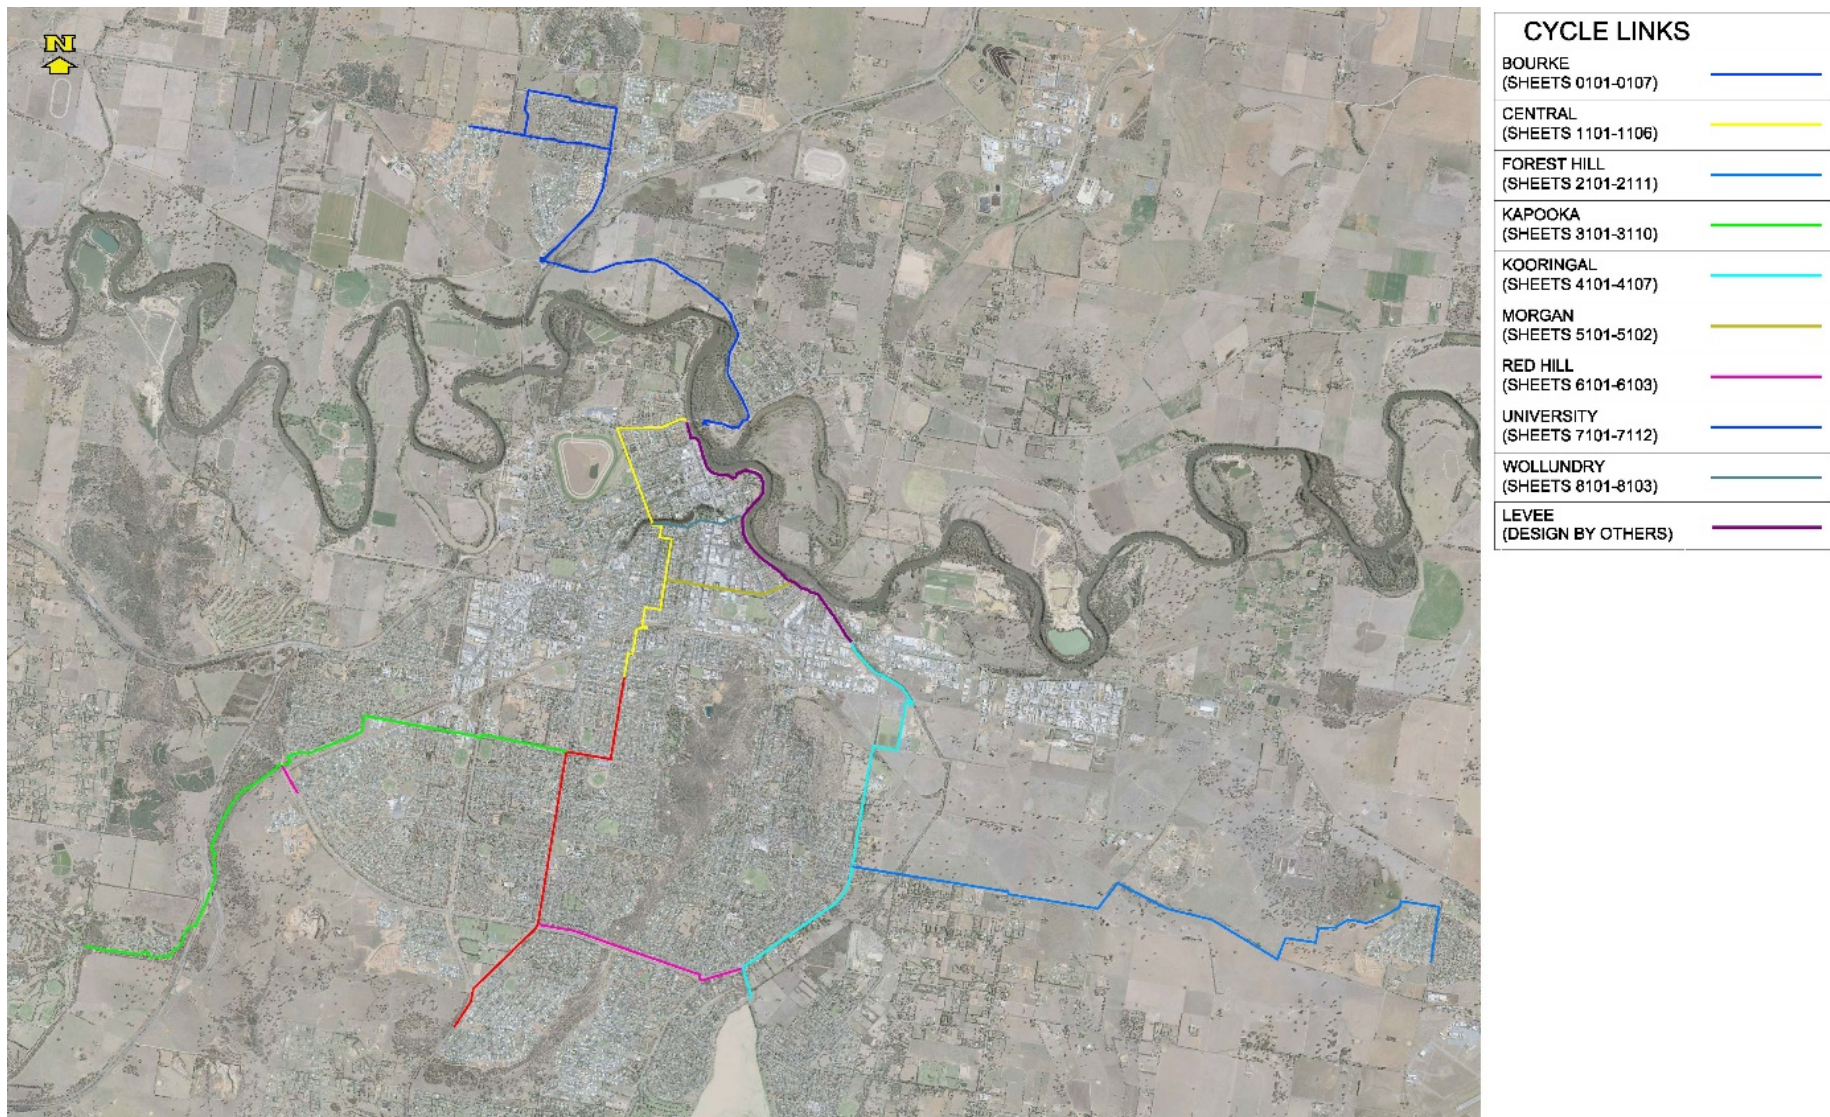 N
CYCLE LINKS
BOURKE
(SHEETS 0101-0107)
CENTRAL
(SHEETS 1101-1106)
FOREST HILL
(SHEETS 2101-2111)
KAPOOKA
(SHEETS 3101-3110)
KOORINGAL
(SHEETS 4101-4107)
MORGAN
(SHEETS 5101-5102)
RED HILL
(SHEETS 6101-6103)
UNIVERSITY
(SHEETS 7101-7112)
WOLLUNDRY
(SHEETS 8101-8103)
LEVEE
(DESIGN BY OTHERS)